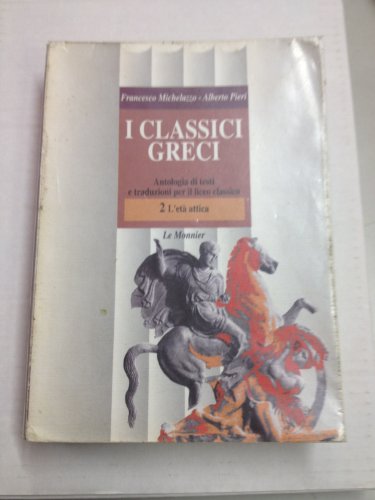 Francesco Michelazzo - Alberto Pieri
I CLASSICI
GRECI
Antologia di testi
e traduzioni per il liceo classico
2 L'età attica
Le Monnier